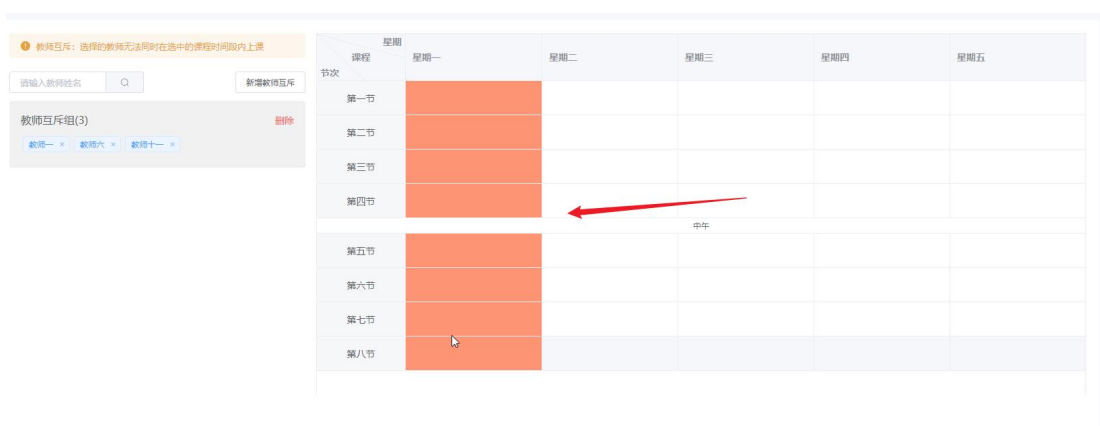 教师互斥：选择的教师无法同时在选中的课程时间段内上课
请输入教师姓名
新增教师互斥
教师互斥组(3)
删除
教师一 × 教师六 × 教师十一 ×
星期
课程
节次
星期一 星期二 星期三 星期四 星期五
第一节
第二节
第三节
第四节
中午
第五节
第六节
第七节
第八节